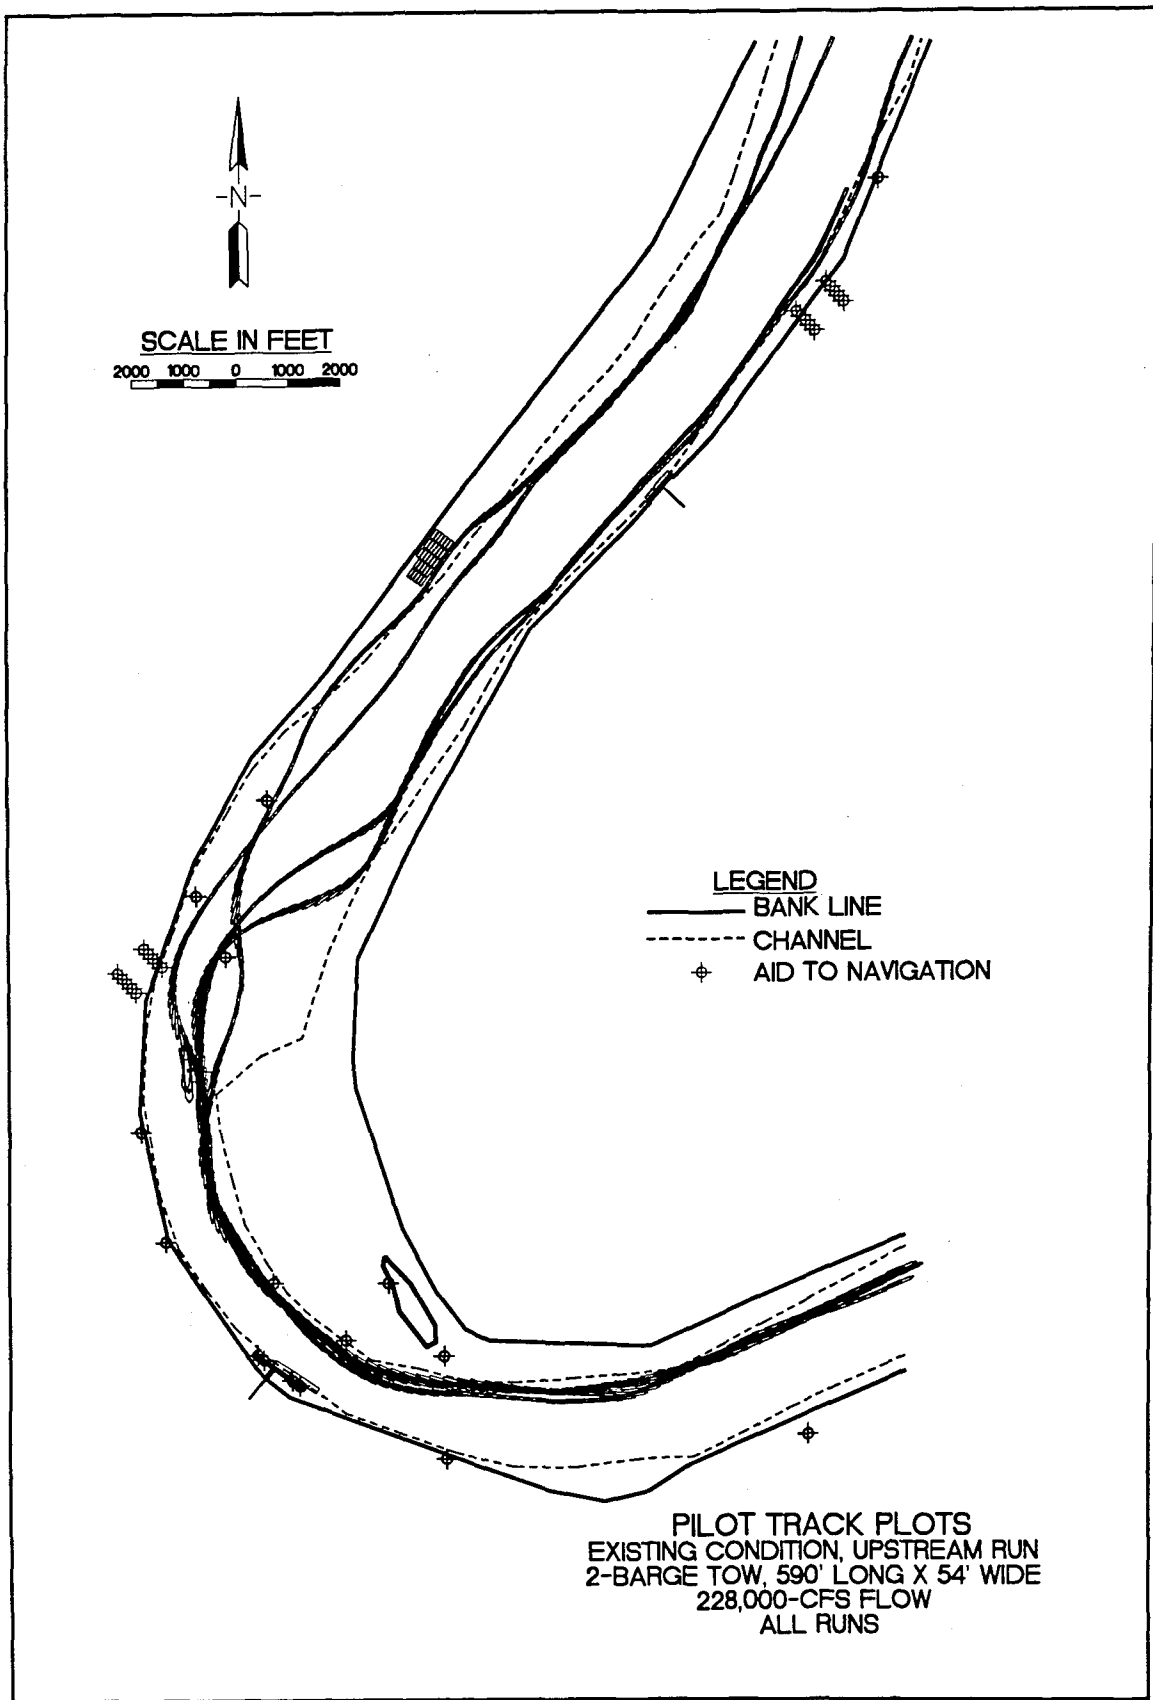 -N-
SCALE IN FEET
2000 1000 0 1000 2000
LEGEND
BANK LINE
CHANNEL
AID TO NAVIGATION
PILOT TRACK PLOTS
EXISTING CONDITION, UPSTREAM RUN
2-BARGE TOW, 590' LONG X 54' WIDE
228,000-CFS FLOW
ALL RUNS